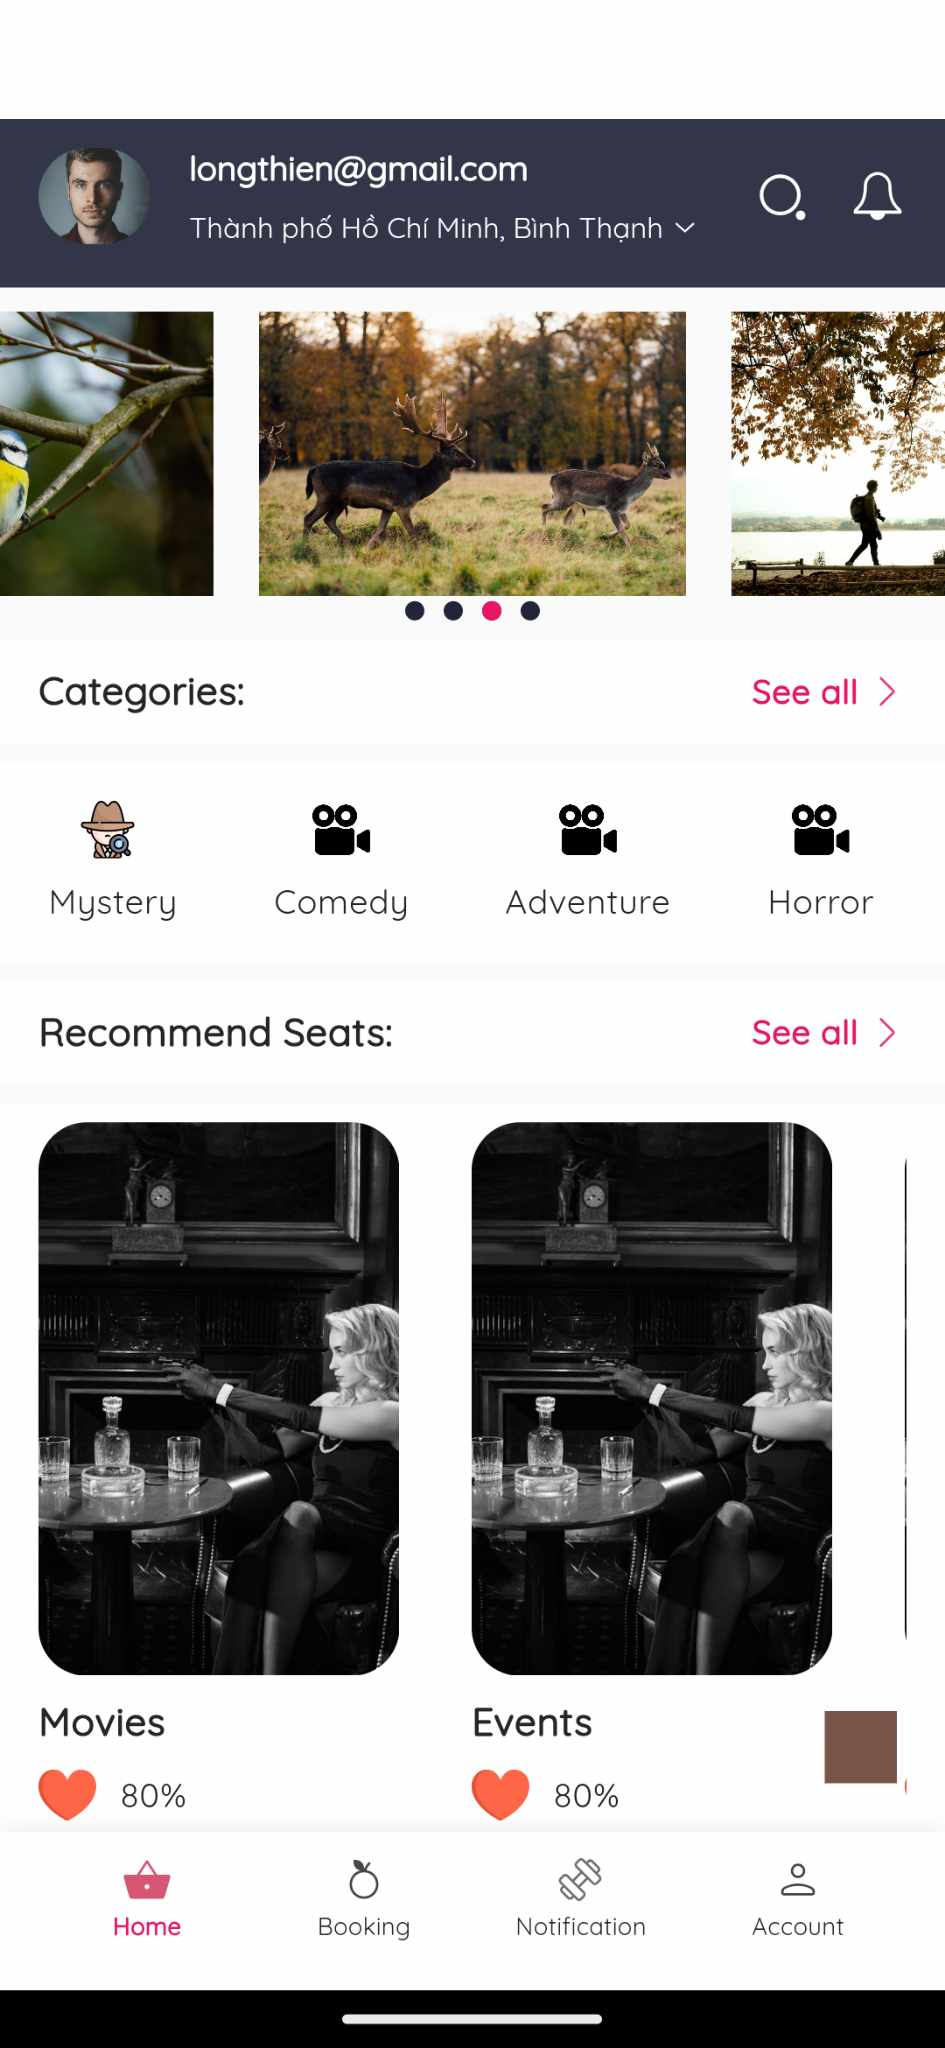 longthien@gmail.com
Thành phố Hồ Chí Minh, Bình Thạnh
Categories:
See all
Mystery
Comedy
Adventure
Horror
Recommend Seats:
See all
Movies
Events
80%
80%
Home
Booking
Notification
Account